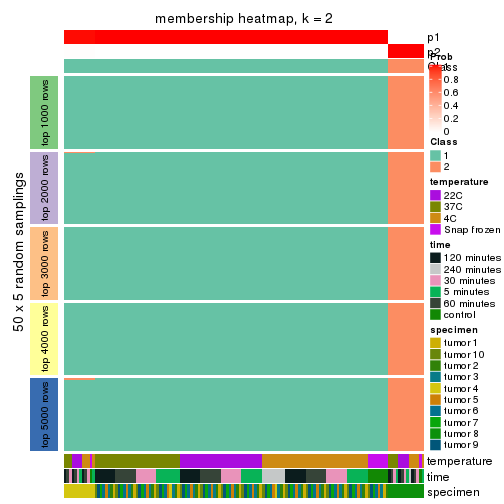 membership heatmap, k = 2
p1
p2
Class
Prob
0.8
0.6
0.4
0.2
0
Class
1
2
temperature
22C
37C
4C
Snap frozen
time
120 minutes
240 minutes
30 minutes
5 minutes
60 minutes
control
specimen
tumor 1
tumor 10
tumor 2
tumor 3
tumor 4
tumor 5
tumor 6
tumor 7
tumor 8
tumor 9
50 x 5 random samplings
top 1000 rows
top 2000 rows
top 3000 rows
top 4000 rows
top 5000 rows
temperature
time
specimen